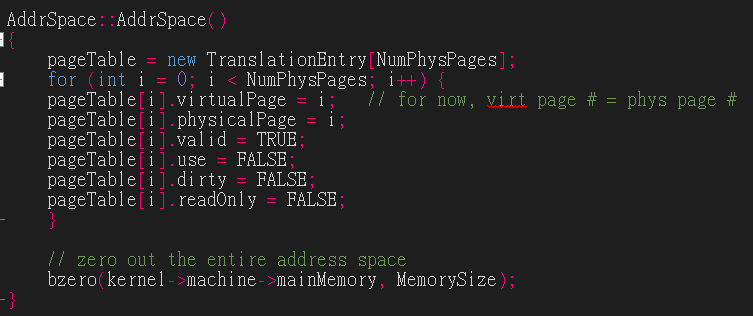 AddrSpace::AddrSpace()
{
pageTable = new TranslationEntry[NumPhysPages];
for (int i = 0; i < NumPhysPages; i++) {
pageTable[i].virtualPage = i; // for now, virt page # = phys page #
pageTable[i].physicalPage = i;
pageTable[i].valid = TRUE;
pageTable[i].use = FALSE;
pageTable[i].dirty = FALSE;
pageTable[i].readOnly = FALSE;
}
// zero out the entire address space
bzero(kernel->machine->mainMemory, MemorySize);
}